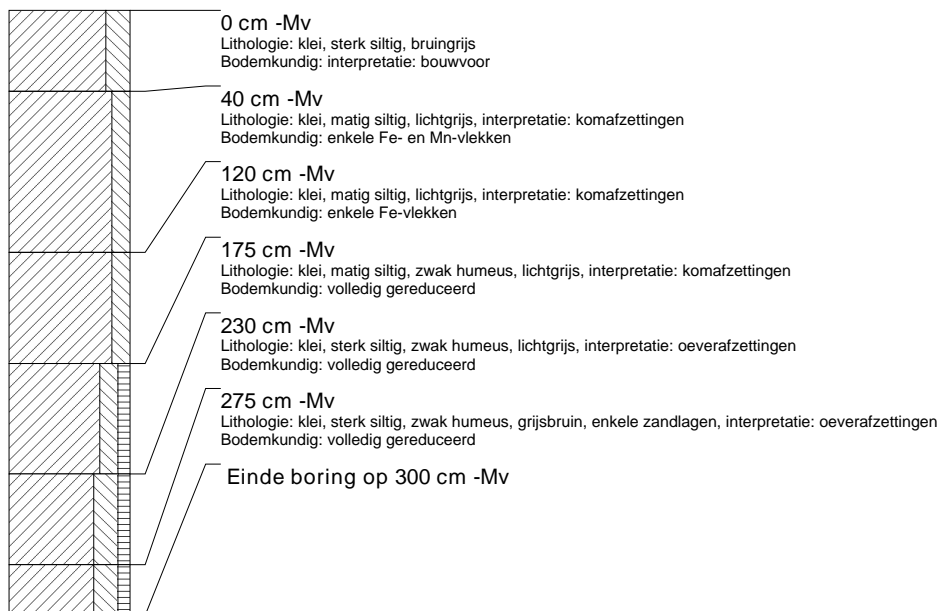 0 cm -Mv
Lithologie: klei, sterk siltig, bruingrijs
Bodemkundig: interpretatie: bouwvoor
40 cm -Mv
Lithologie: klei, matig siltig, lichtgrijs, interpretatie: komafzettingen
Bodemkundig: enkele Fe- en Mn-vlekken
120 cm -Mv
Lithologie: klei, matig siltig, lichtgrijs, interpretatie: komafzettingen
Bodemkundig: enkele Fe-vlekken
175 cm -Mv
Lithologie: klei, matig siltig, zwak humeus, lichtgrijs, interpretatie: komafzettingen
Bodemkundig: volledig gereduceerd
230 cm -Mv
Lithologie: klei, sterk siltig, zwak humeus, lichtgrijs, interpretatie: oeverafzettingen
Bodemkundig: volledig gereduceerd
275 cm -Mv
Lithologie: klei, sterk siltig, zwak humeus, grijsbruin, enkele zandlagen, interpretatie: oeverafzettingen
Bodemkundig: volledig gereduceerd
Einde boring op 300 cm -Mv